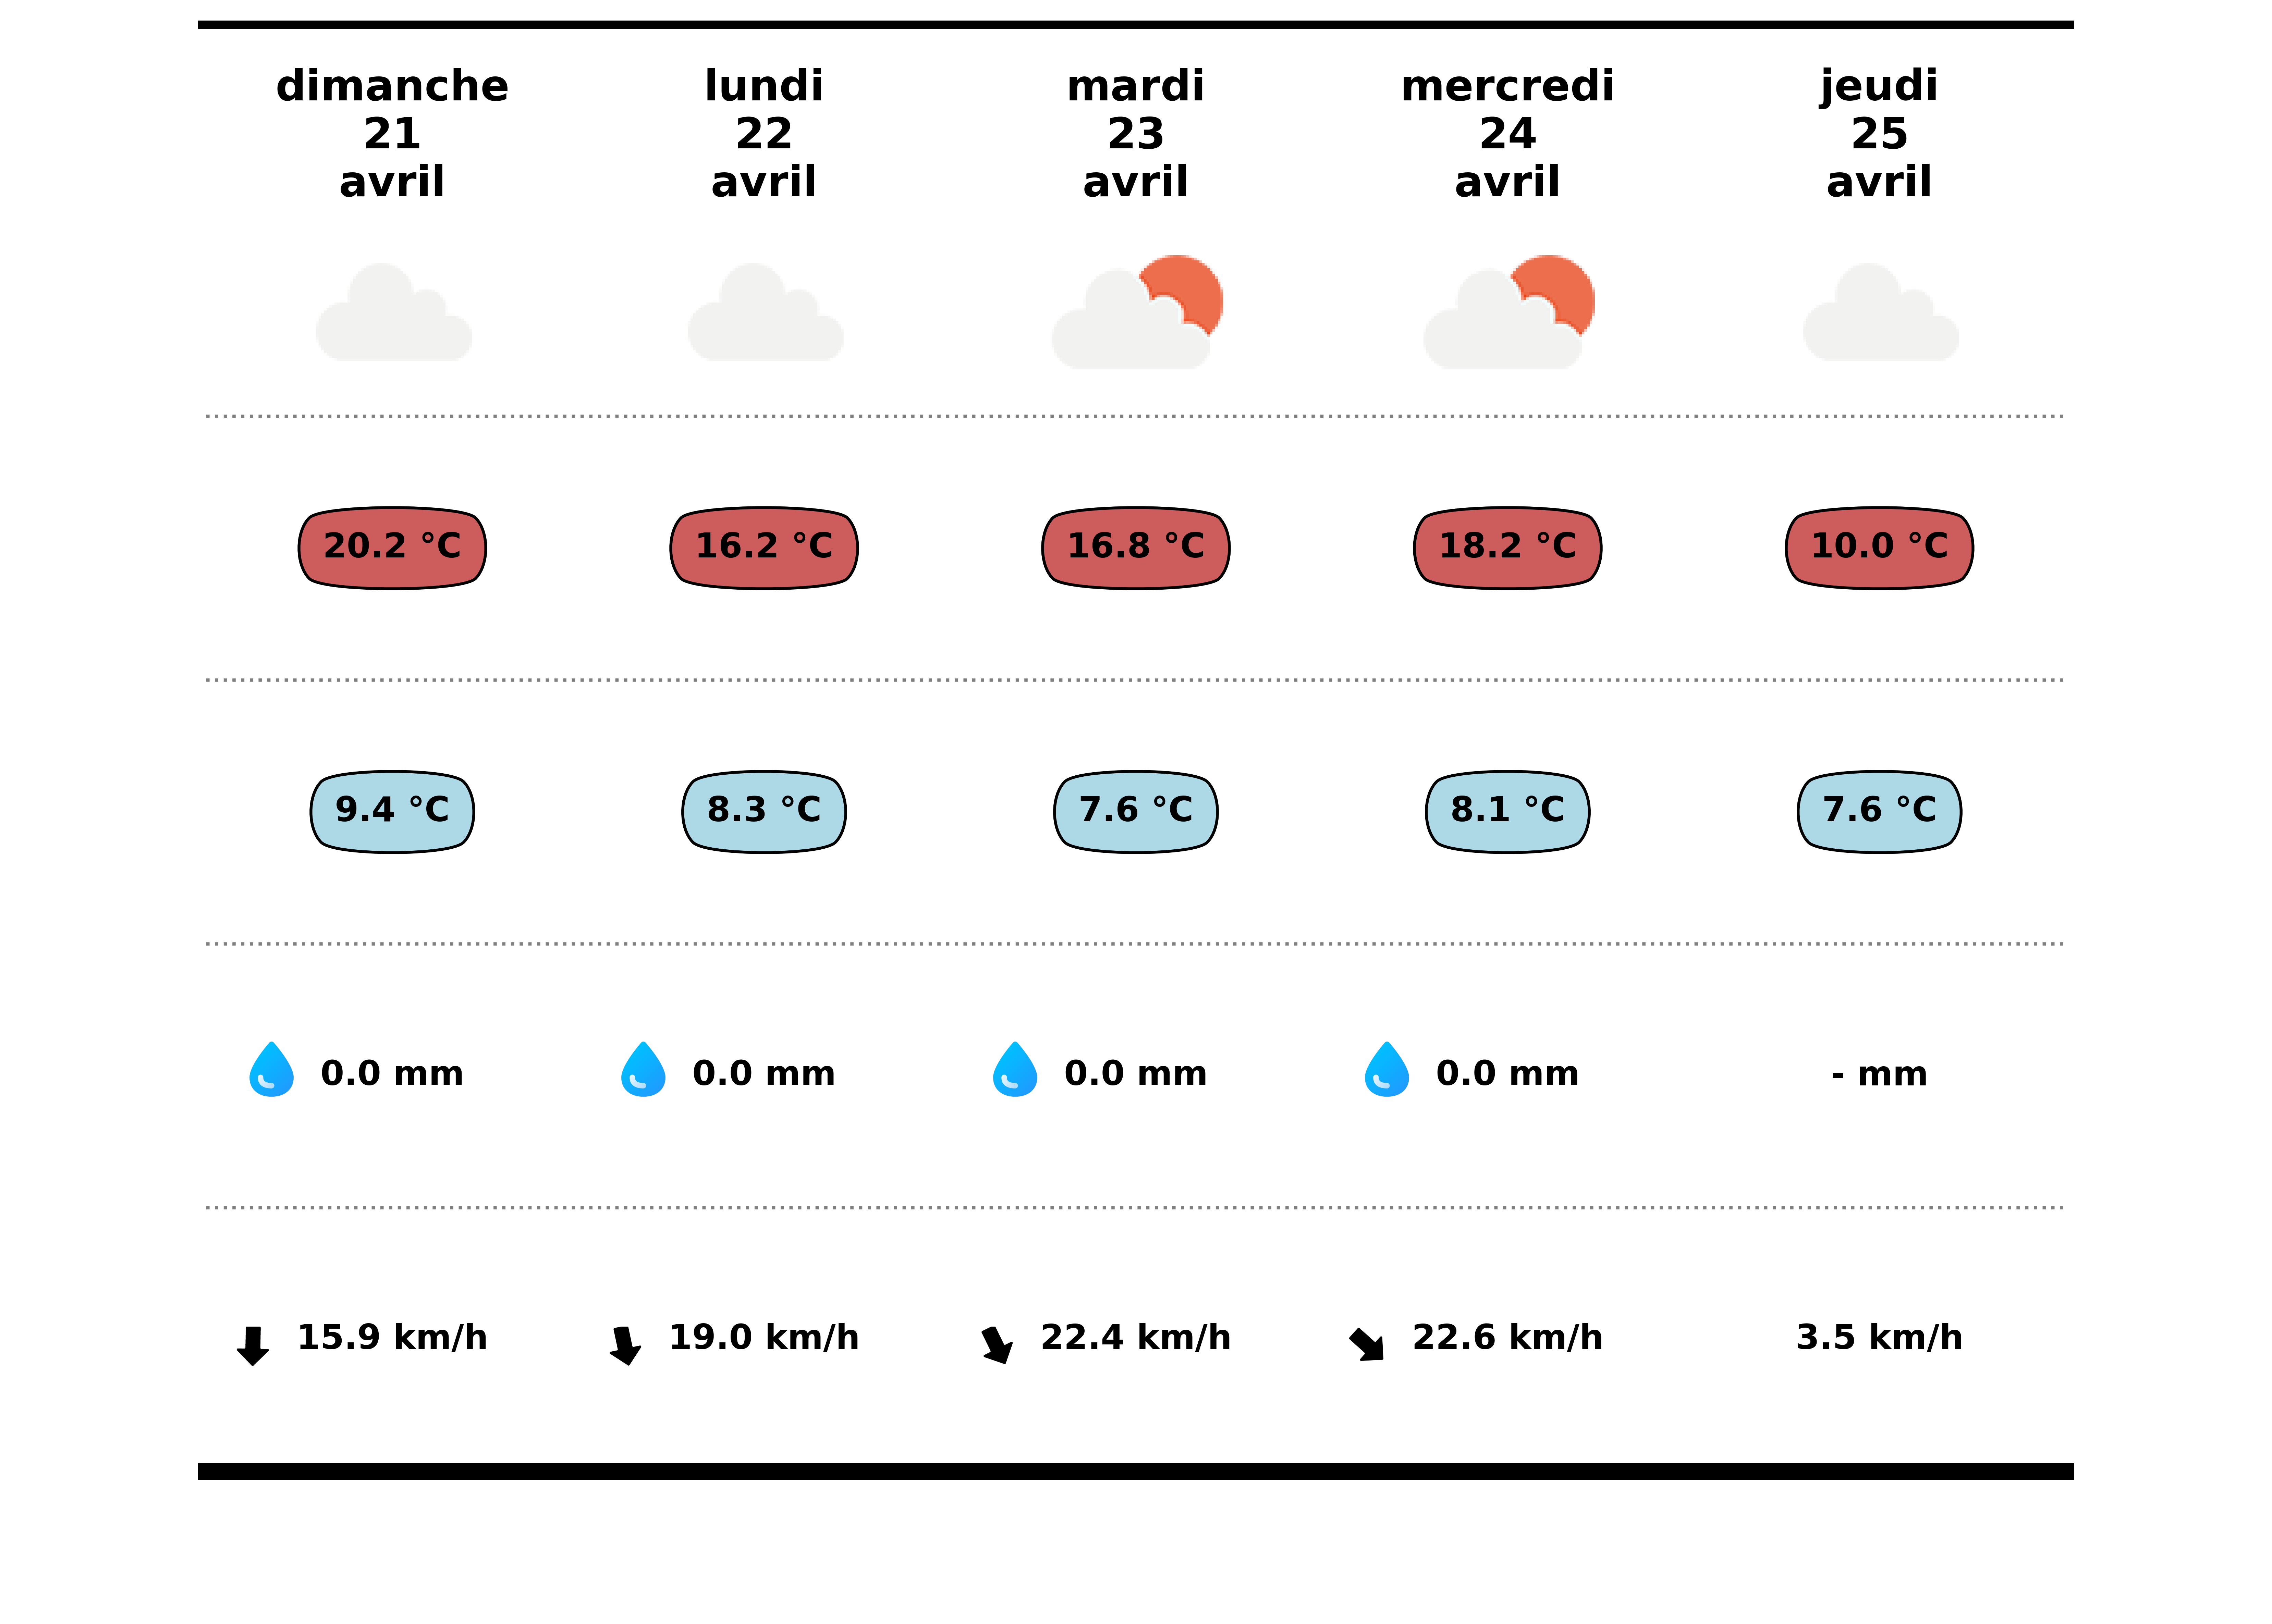 dimanche
21
avril
lundi
22
avril
mardi
23
avril
mercredi
24
avril
jeudi
25
avril
20.2 °C
16.2 °C
16.8 °C
18.2 °C
10.0 °C
9.4 °C
8.3 °C
7.6 °C
8.1 °C
7.6 °C
0.0 mm
0.0 mm
0.0 mm
0.0 mm
- mm
15.9 km/h
19.0 km/h
22.4 km/h
22.6 km/h
3.5 km/h